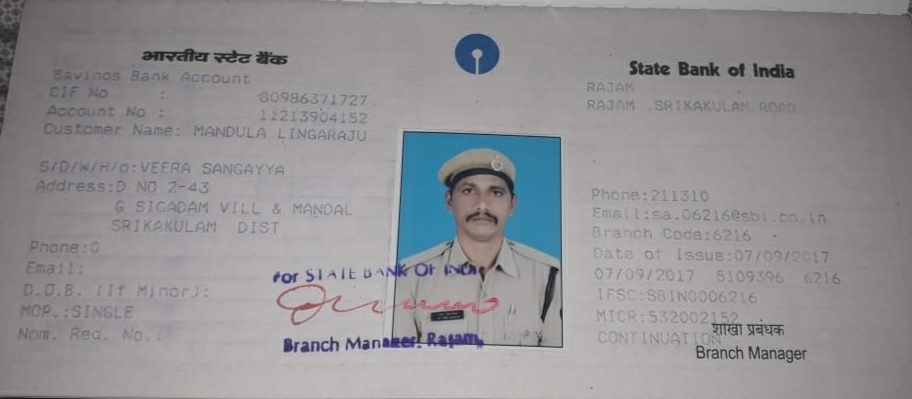 भारतीय स्टेट बैंक
Savings Bank Account
CIF No : 80986371727
Account No : 11213904152
Customer Name: MANDULA LINGARAJU
S/D/W/H/o:VEERA SANGAYYA
Address:D NO 2-43
G SIGADAM VILL & MANDAL
SRIKAKULAM DIST
Phone:0
Email:
D.O.B. (If Minor):
MOP.:SINGLE
Nom. Reg. No.:
For STATE BANK OF INDIA
Branch Manager Rajam
State Bank of India
RAJAM
RAJAM ,SRIKAKULAM ROAD
Phone:211310
Email:sa.06216@sbi.co.in
Branch Code:6216
Date of Issue:07/09/2017
07/09/2017 5109396 6216
IFSC:SBIN0006216
MICR:532002152
CONTINUATION
शाखा प्रबंधक
Branch Manager